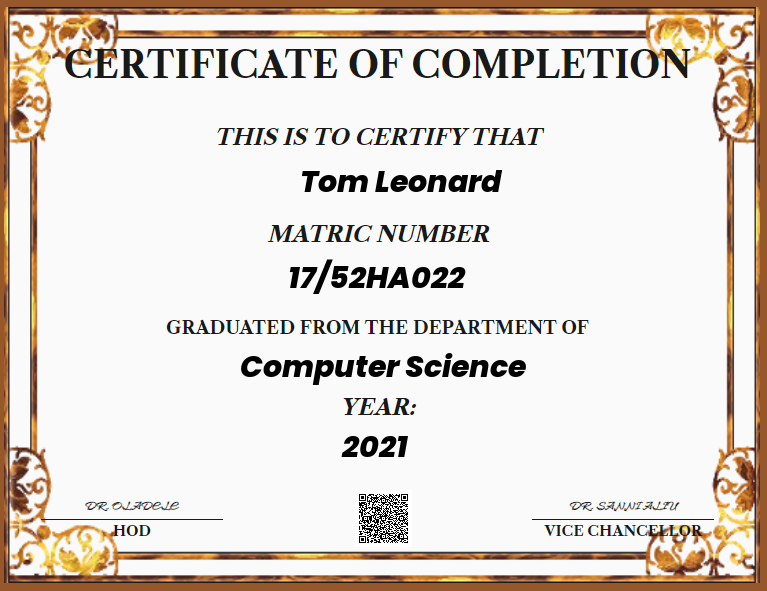 CERTIFICATE OF COMPLETION
THIS IS TO CERTIFY THAT
Tom Leonard
MATRIC NUMBER
17/52HA022
GRADUATED FROM THE DEPARTMENT OF
Computer Science
YEAR:
2021
DR. OLADELE
DR. SANNI ALIU
HOD
VICE CHANCELLOR